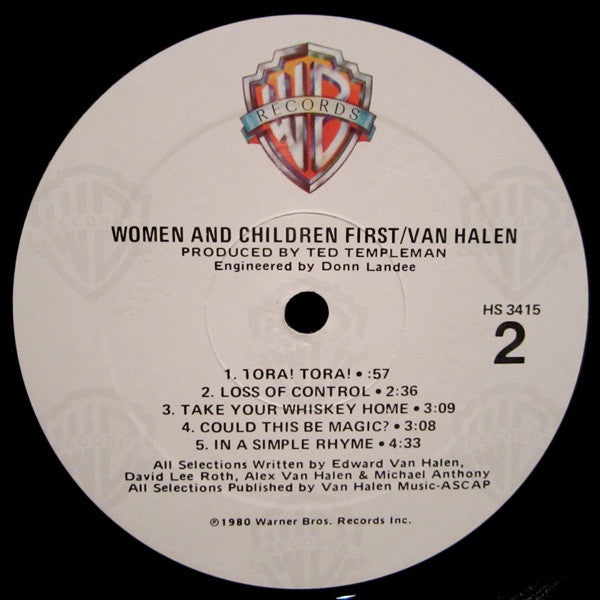 WB
RECORDS
WOMEN AND CHILDREN FIRST/VAN HALEN
PRODUCED BY TED TEMPLEMAN
Engineered by Donn Landee
HS 3415
2
1. TORA! TORA! • :57
2. LOSS OF CONTROL • 2:36
3. TAKE YOUR WHISKEY HOME • 3:09
4. COULD THIS BE MAGIC? • 3:08
5. IN A SIMPLE RHYME • 4:33
All Selections Written by Edward Van Halen,
David Lee Roth, Alex Van Halen & Michael Anthony
All Selections Published by Van Halen Music-ASCAP
℗1980 Warner Bros. Records Inc.